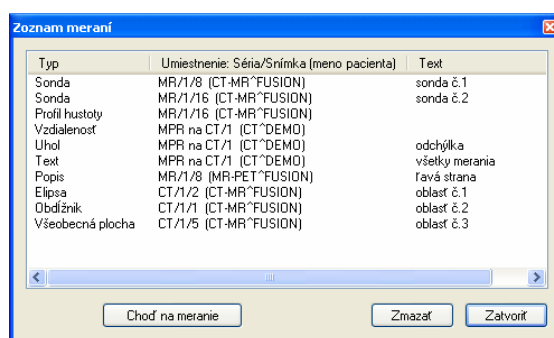 Zoznam meraní
Typ Umiestnenie: Séria/Snímka (meno pacienta) Text
Sonda MR/1/8 (CT-MR^FUSION) sonda č.1
Sonda MR/1/16 (CT-MR^FUSION) sonda č.2
Profil hustoty MR/1/16 (CT-MR^FUSION)
Vzdialenosť MPR na CT/1 (CT^DEMO)
Uhol MPR na CT/1 (CT^DEMO) odchýlka
Text MPR na CT/1 (CT^DEMO) všetky merania
Popis MR/1/8 (MR-PET^FUSION) ľavá strana
Elipsa CT/1/2 (CT-MR^FUSION) oblasť č.1
Obdĺžnik CT/1/1 (CT-MR^FUSION) oblasť č.2
Všeobecná plocha CT/1/5 (CT-MR^FUSION) oblasť č.3
Choď na meranie Zmazať Zatvoriť